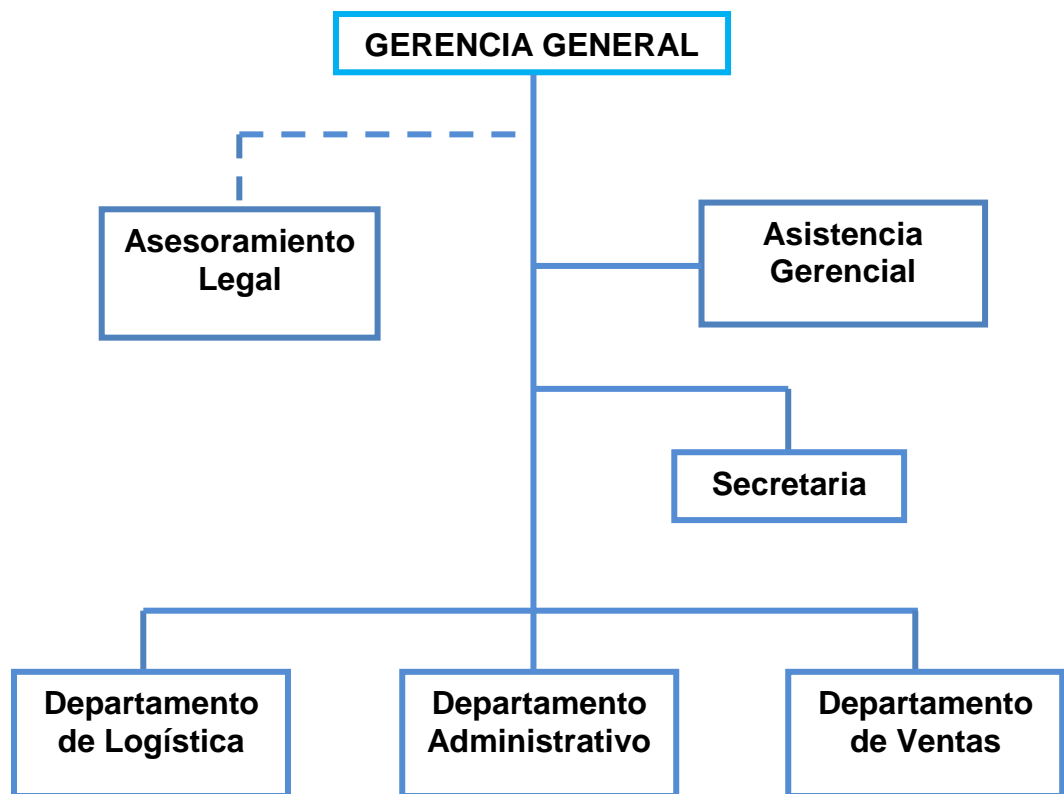 GERENCIA GENERAL
Asesoramiento
Legal
Asistencia
Gerencial
Secretaria
Departamento
de Logística
Departamento
Administrativo
Departamento
de Ventas